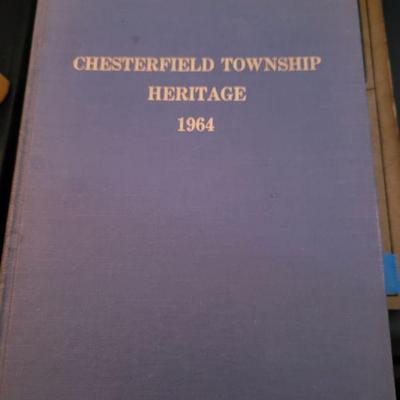 CHESTERFIELD TOWNSHIP
HERITAGE
1964